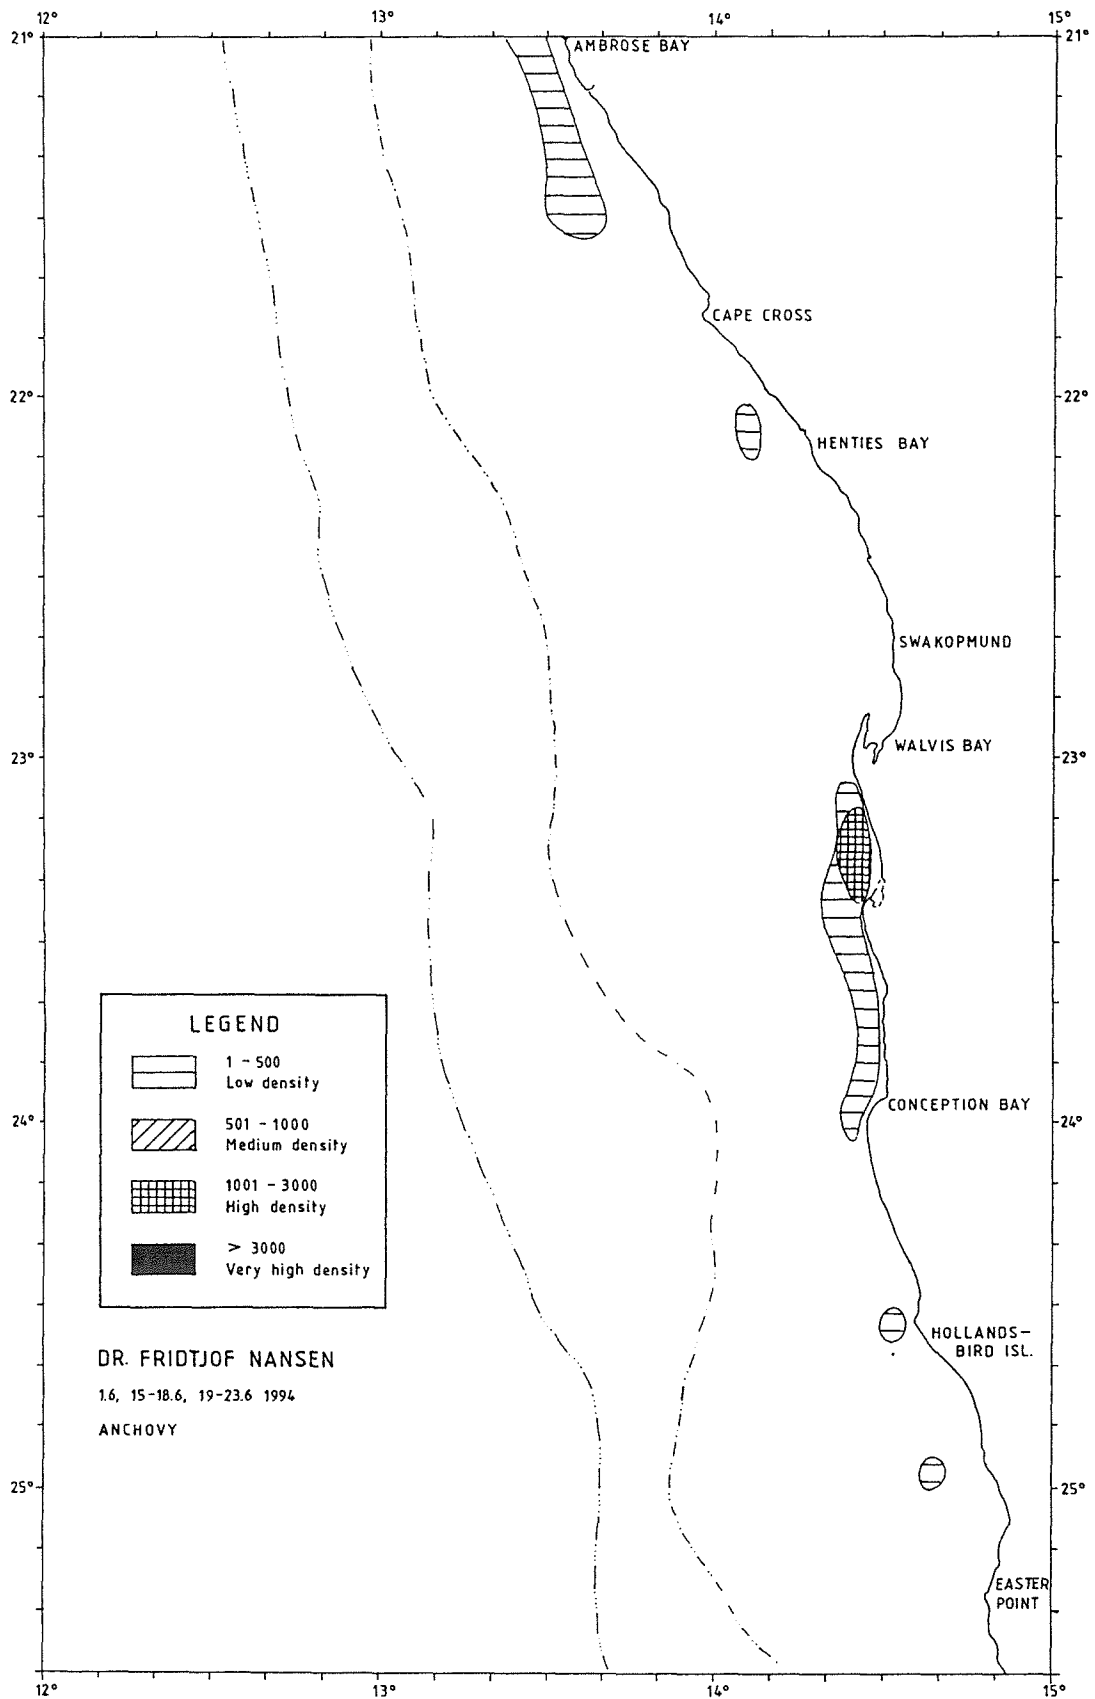 12°
13°
14°
15°
21°
21°
AMBROSE BAY
CAPE CROSS
22°
22°
HENTIES BAY
SWAKOPMUND
WALVIS BAY
23°
23°
LEGEND
1 - 500
Low density
501 - 1000
Medium density
1001 - 3000
High density
> 3000
Very high density
24°
24°
CONCEPTION BAY
HOLLANDS-
BIRD ISL.
DR. FRIDTJOF NANSEN
1.6, 15-18.6, 19-23.6 1994
ANCHOVY
25°
25°
EASTER
POINT
12°
13°
14°
15°